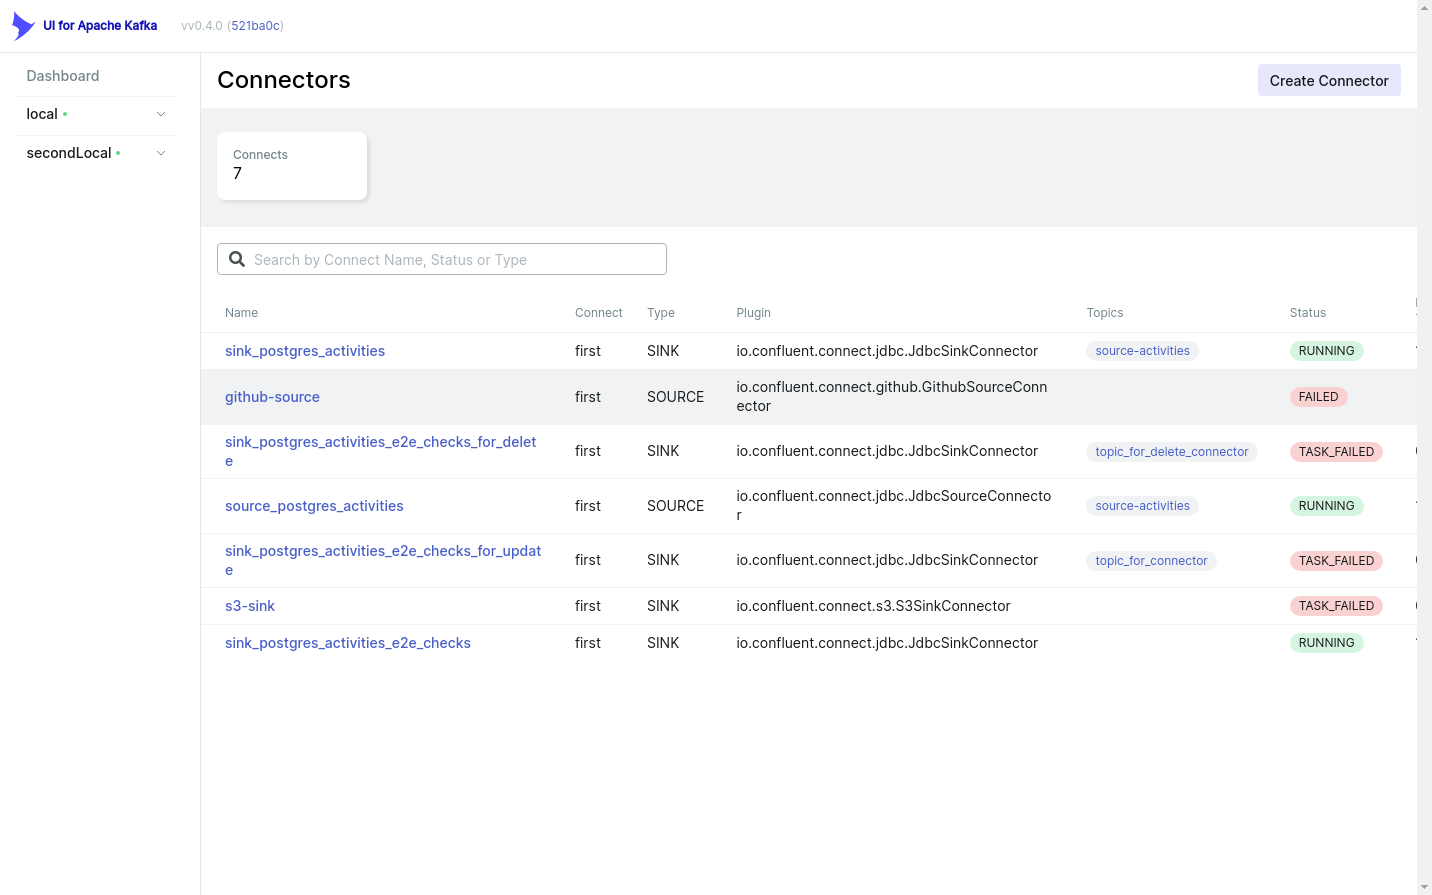 UI for Apache Kafka vv0.4.0 (521ba0c)
Dashboard
local
secondLocal
Connectors
Create Connector
Connects
7
Search by Connect Name, Status or Type
Name Connect Type Plugin Topics Status
sink_postgres_activities first SINK io.confluent.connect.jdbc.JdbcSinkConnector source-activities RUNNING
github-source first SOURCE io.confluent.connect.github.GithubSourceConn
ector FAILED
sink_postgres_activities_e2e_checks_for_delet
e first SINK io.confluent.connect.jdbc.JdbcSinkConnector topic_for_delete_connector TASK_FAILED
source_postgres_activities first SOURCE io.confluent.connect.jdbc.JdbcSourceConnecto
r source-activities RUNNING
sink_postgres_activities_e2e_checks_for_updat
e first SINK io.confluent.connect.jdbc.JdbcSinkConnector topic_for_connector TASK_FAILED
s3-sink first SINK io.confluent.connect.s3.S3SinkConnector TASK_FAILED
sink_postgres_activities_e2e_checks first SINK io.confluent.connect.jdbc.JdbcSinkConnector RUNNING